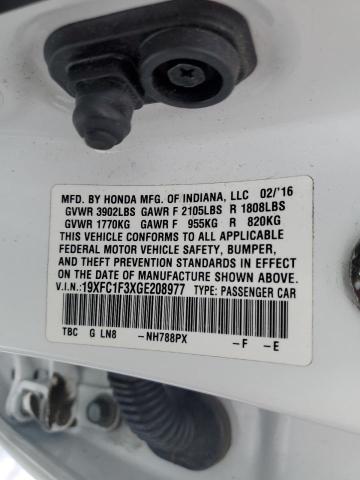 MFD. BY HONDA MFG. OF INDIANA, LLC 02/'16
GVWR 3902LBS GAWR F 2105LBS R 1808LBS
GVWR 1770KG GAWR F 955KG R 820KG
THIS VEHICLE CONFORMS TO ALL APPLICABLE
FEDERAL MOTOR VEHICLE SAFETY, BUMPER,
AND THEFT PREVENTION STANDARDS IN EFFECT
ON THE DATE OF MANUFACTURE SHOWN ABOVE.
V.I.N.:19XFC1F3XGE208977 TYPE: PASSENGER CAR
TBC G LN8 -NH788PX -F -E